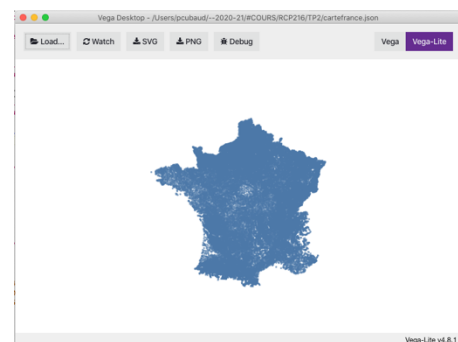 Vega Desktop - /Users/pcubaud/--2020-21/#COURS/RCP216/TP2/cartefrance.json
Load... Watch SVG PNG Debug Vega Vega-Lite
Vega-Lite v4.8.1